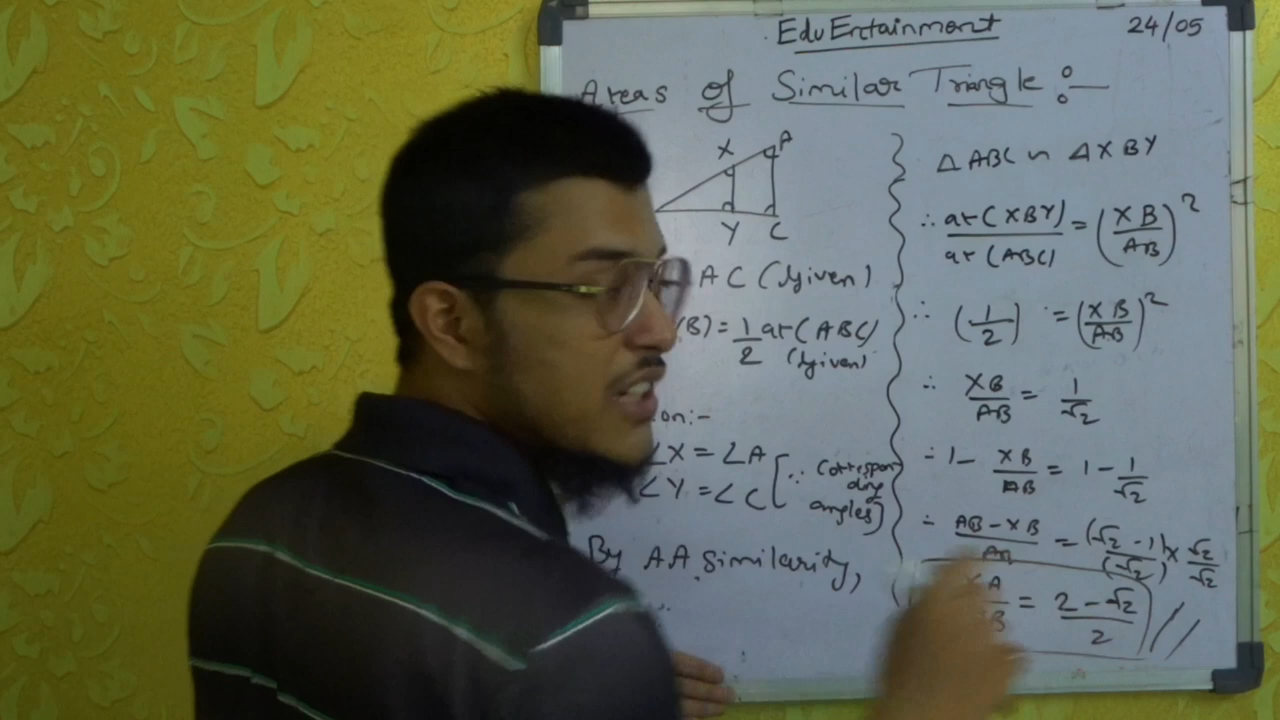 EduEntainment
24/05
Areas of Similar Triangle :—
X A
Y C
AC (Given)
B) = 1/2 ar(ABC)
(Given)
on:-
∠X = ∠A
∠Y = ∠C [∵ Correspon
ding
angles]
By AA similarity,
∆ABC ~ ∆XBY
∴ ar(XBY)/ar(ABC) = (XB/AB)²
∴ (1/2) = (XB/AB)²
∴ XB/AB = 1/√2
∴ 1 - XB/AB = 1 - 1/√2
∴ AB - XB/AB = (√2 - 1)/(√2) × √2/√2
A/B = 2 - √2/2 //